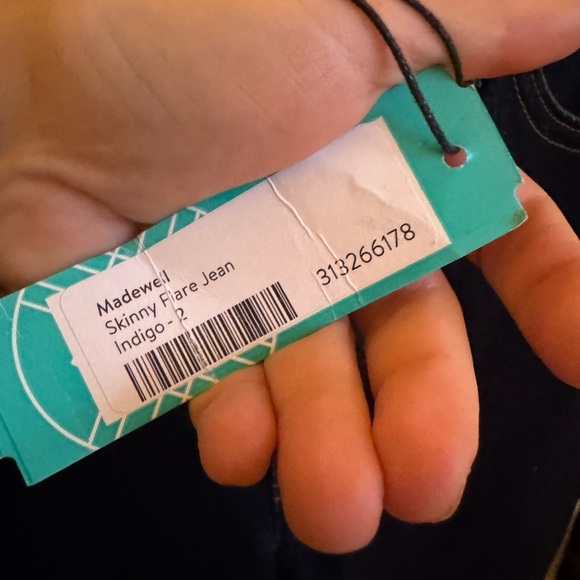 Madewell
Skinny Flare Jean
Indigo - 2
313266178